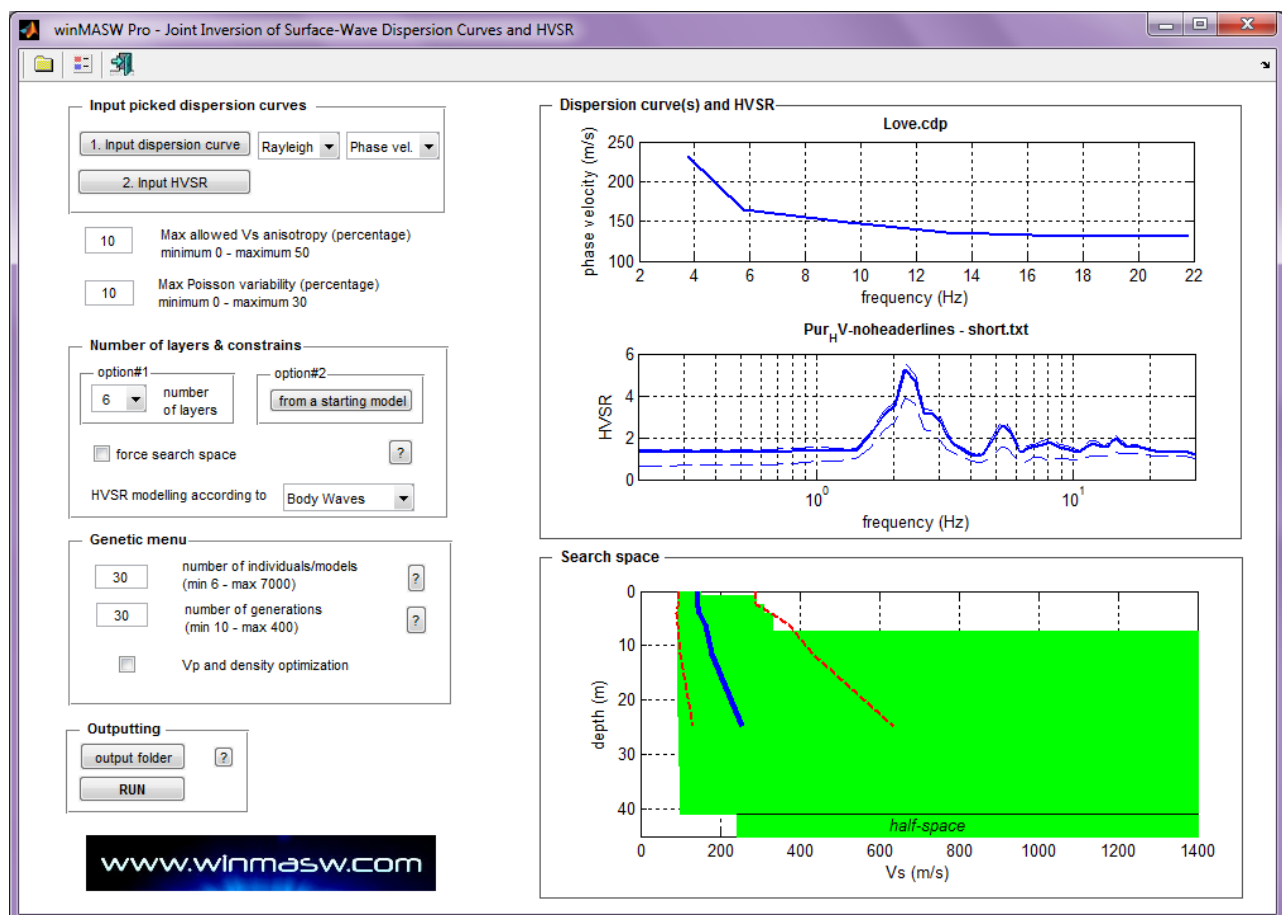 winMASW Pro - Joint Inversion of Surface-Wave Dispersion Curves and HVSR
Input picked dispersion curves
1. Input dispersion curve
Rayleigh
Phase vel.
2. Input HVSR
10
Max allowed Vs anisotropy (percentage)
minimum 0 - maximum 50
10
Max Poisson variability (percentage)
minimum 0 - maximum 30
Number of layers & constrains
option#1
6
number
of layers
option#2
from a starting model
force search space
?
HVSR modelling according to
Body Waves
Genetic menu
30
number of individuals/models
(min 6 - max 7000)
?
30
number of generations
(min 10 - max 400)
?
Vp and density optimization
Outputting
output folder
?
RUN
www.winmasw.com
Dispersion curve(s) and HVSR
Love.cdp
phase velocity (m/s)
250
200
150
100
2 4 6 8 10 12 14 16 18 20 22
frequency (Hz)
Pur_HV-noheaderlines - short.txt
HVSR
6
4
2
0
10^0 10^1
frequency (Hz)
Search space
depth (m)
0
10
20
30
40
half-space
0 200 400 600 800 1000 1200 1400
Vs (m/s)